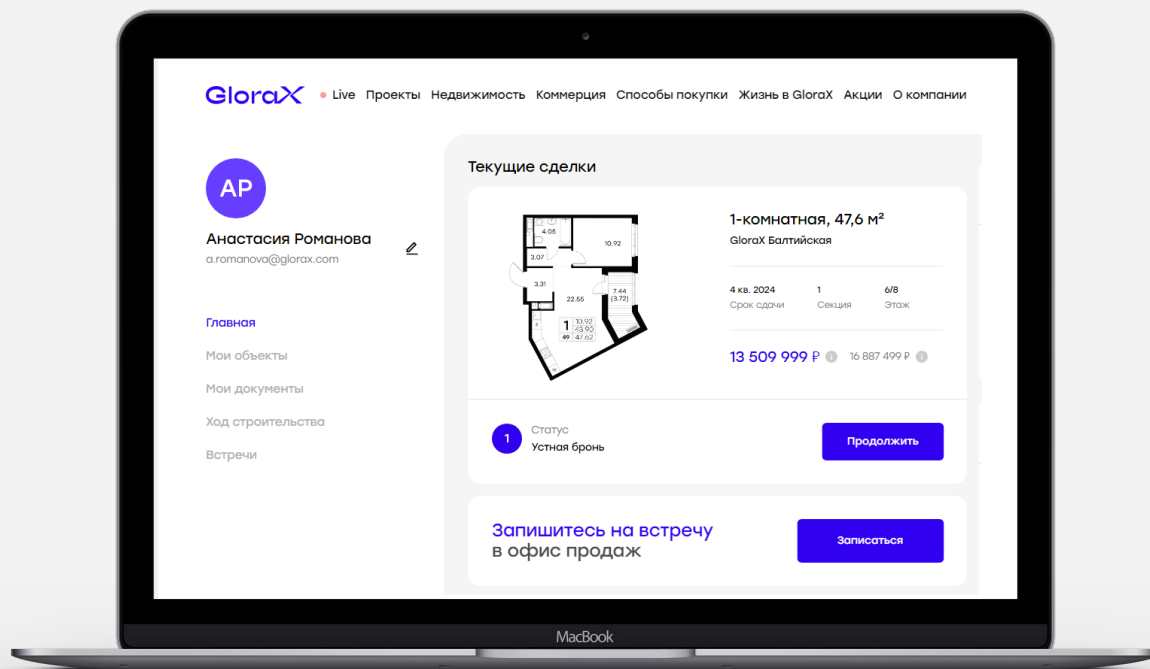 GloraX
Live Проекты Недвижимость Коммерция Способы покупки Жизнь в GloraX Акции О компании
АР
Анастасия Романова
a.romanova@glorax.com
Главная
Мои объекты
Мои документы
Ход строительства
Встречи
Текущие сделки
4.05
10.92
3.07
3.31
22.55
7.44
(3.72)
1 10.92
43.90
49 47.62
1-комнатная, 47,6 м²
GloraX Балтийская
4 кв. 2024 1 6/8
Срок сдачи Секция Этаж
13 509 999 ₽ 16 887 499 ₽
1
Статус
Устная бронь
Продолжить
Запишитесь на встречу
в офис продаж
Записаться
MacBook